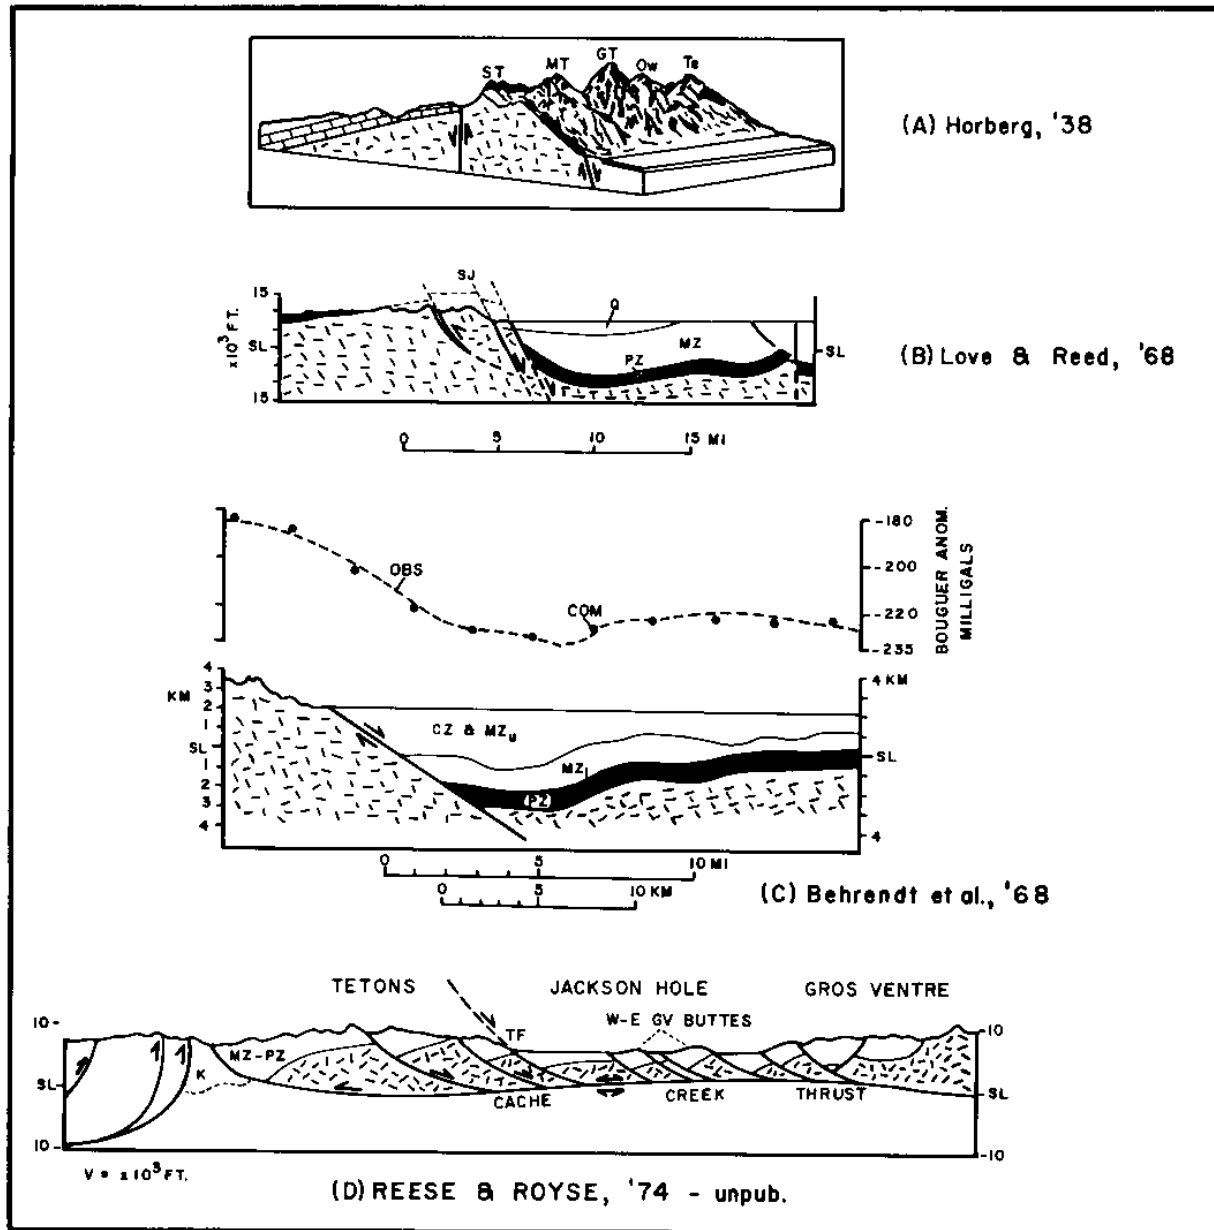 ST
MT
GT
Ow
Te
(A) Horberg, '38
SJ
Q
15
x10³ FT.
SL
15
MZ
PZ
SL
(B) Love & Reed, '68
0 5 10 15 MI
OBS
COM
-180
-200
-220
-235
BOUGUER ANOM.
MILLIGALS
KM
4
3
2
1
SL
1
2
3
4
CZ & MZu
MZl
PZ
4 KM
SL
4
0 5 10 MI
0 5 10 KM
(C) Behrendt et al., '68
TETONS
JACKSON HOLE
GROS VENTRE
W-E GV BUTTES
TF
10-
SL
10
K
MZ-PZ
CACHE
CREEK
THRUST
10
SL
-10
V = x10³ FT.
(D) REESE & ROYSE, '74 - unpub.